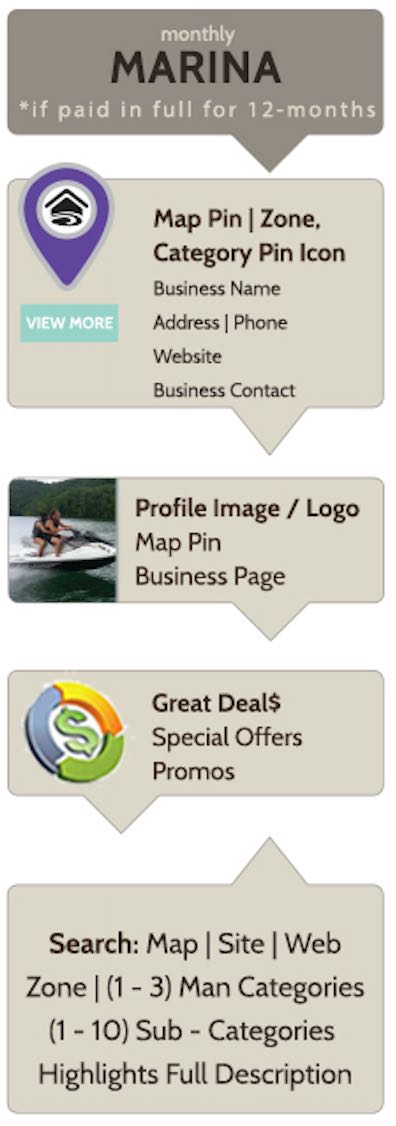 monthly
MARINA
*if paid in full for 12-months
Map Pin | Zone,
Category Pin Icon
Business Name
VIEW MORE
Address | Phone
Website
Business Contact
Profile Image / Logo
Map Pin
Business Page
Great Deal$
Special Offers
Promos
$
Search: Map | Site | Web
Zone | (1 - 3) Man Categories
(1 - 10) Sub - Categories
Highlights Full Description